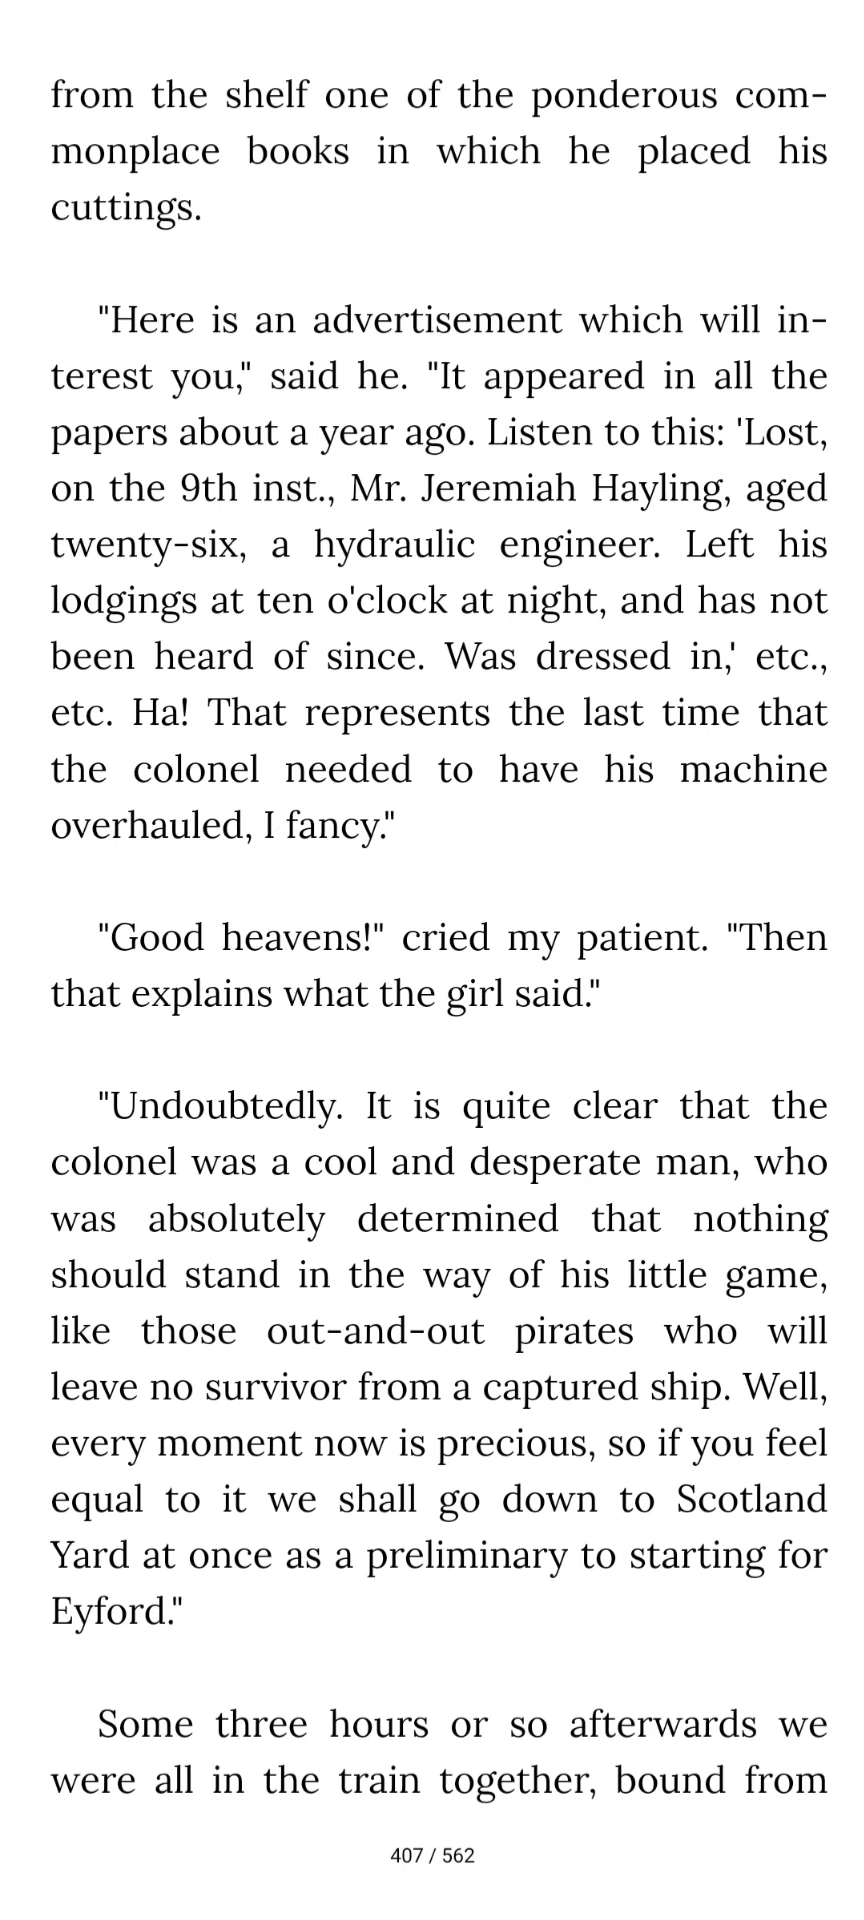 from the shelf one of the ponderous com-
monplace books in which he placed his
cuttings.
"Here is an advertisement which will in-
terest you," said he. "It appeared in all the
papers about a year ago. Listen to this: 'Lost,
on the 9th inst., Mr. Jeremiah Hayling, aged
twenty-six, a hydraulic engineer. Left his
lodgings at ten o'clock at night, and has not
been heard of since. Was dressed in,' etc.,
etc. Ha! That represents the last time that
the colonel needed to have his machine
overhauled, I fancy."
"Good heavens!" cried my patient. "Then
that explains what the girl said."
"Undoubtedly. It is quite clear that the
colonel was a cool and desperate man, who
was absolutely determined that nothing
should stand in the way of his little game,
like those out-and-out pirates who will
leave no survivor from a captured ship. Well,
every moment now is precious, so if you feel
equal to it we shall go down to Scotland
Yard at once as a preliminary to starting for
Eyford."
Some three hours or so afterwards we
were all in the train together, bound from
407 / 562